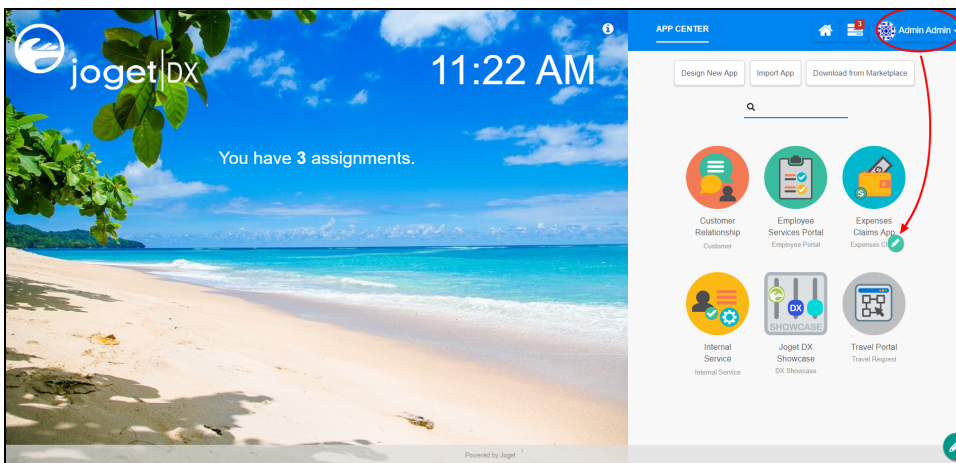 joget DX
11:22 AM
You have 3 assignments.
Powered by Joget
APP CENTER
3
Admin Admin
Design New App
Import App
Download from Marketplace
Customer
Relationship
Customer
Employee
Services Portal
Employee Portal
Expenses
Claims App
Expenses Cl
Internal
Service
Internal Service
DX
SHOWCASE
Joget DX
Showcase
DX Showcase
Travel Portal
Travel Request